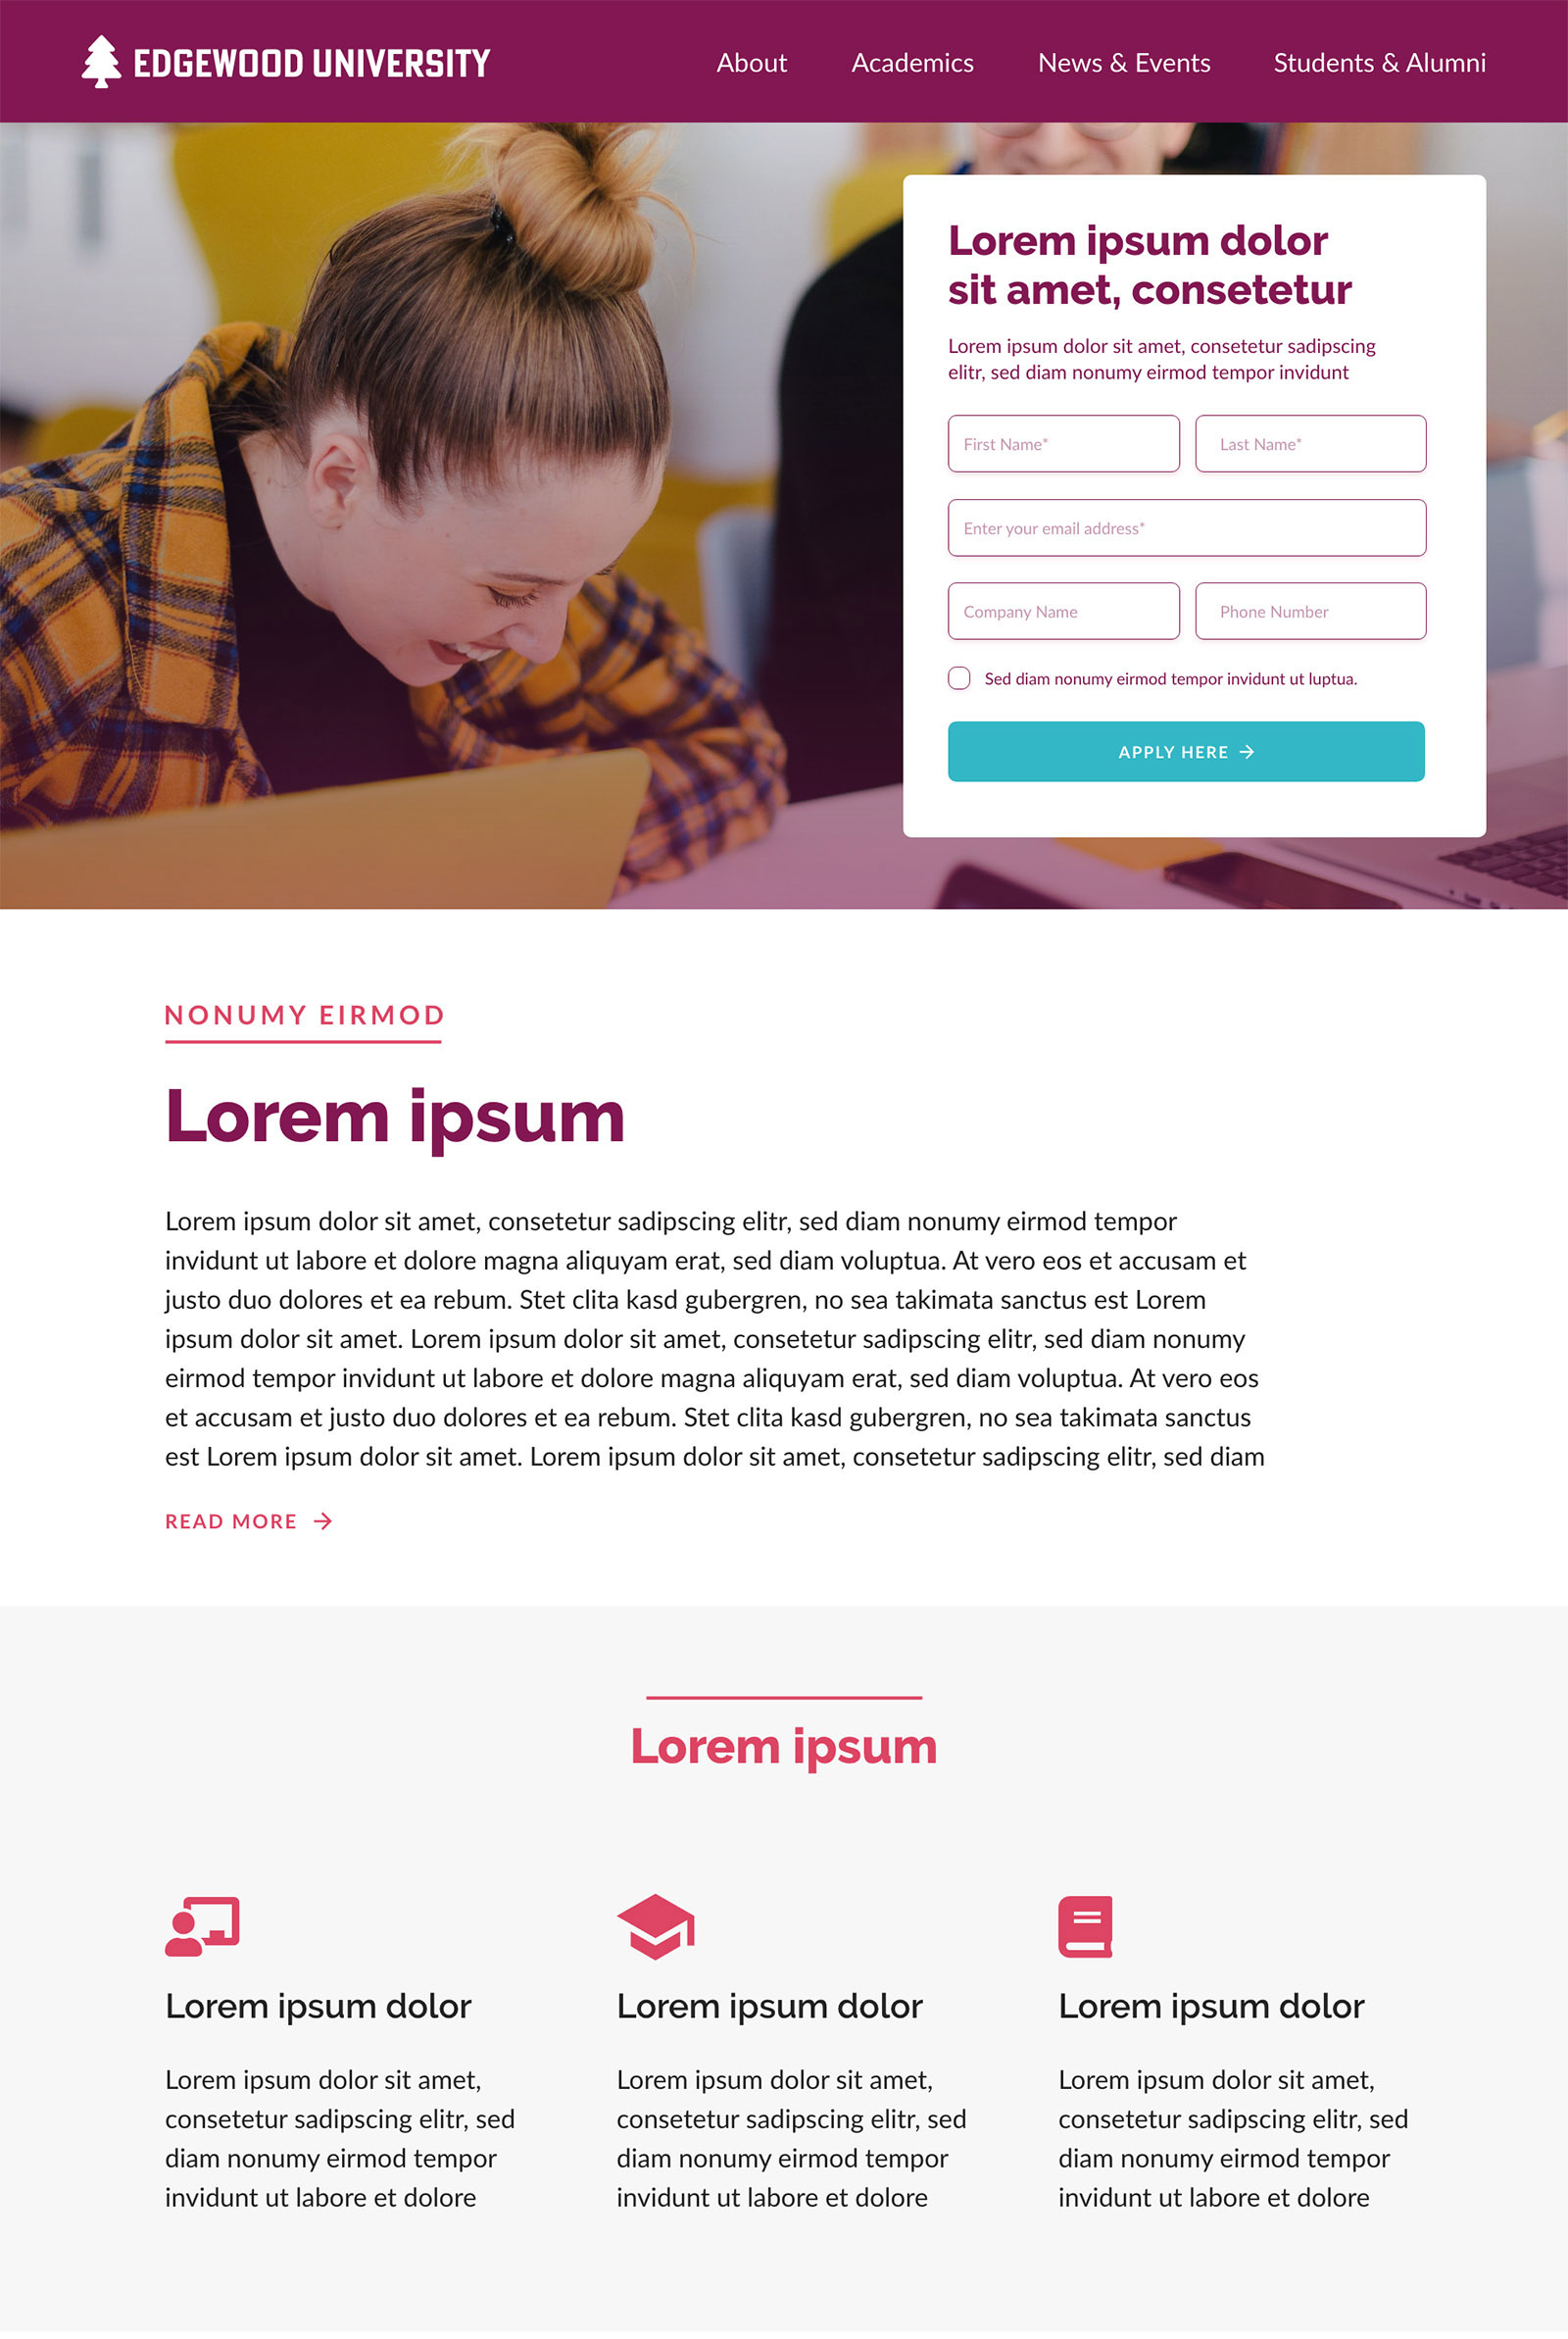 EDGEWOOD UNIVERSITY
About
Academics
News & Events
Students & Alumni
Lorem ipsum dolor
sit amet, consetetur
Lorem ipsum dolor sit amet, consetetur sadipscing
elitr, sed diam nonumy eirmod tempor invidunt
First Name*
Last Name*
Enter your email address*
Company Name
Phone Number
Sed diam nonumy eirmod tempor invidunt ut luptua.
APPLY HERE →
NONUMY EIRMOD
Lorem ipsum
Lorem ipsum dolor sit amet, consetetur sadipscing elitr, sed diam nonumy eirmod tempor
invidunt ut labore et dolore magna aliquyam erat, sed diam voluptua. At vero eos et accusam et
justo duo dolores et ea rebum. Stet clita kasd gubergren, no sea takimata sanctus est Lorem
ipsum dolor sit amet. Lorem ipsum dolor sit amet, consetetur sadipscing elitr, sed diam nonumy
eirmod tempor invidunt ut labore et dolore magna aliquyam erat, sed diam voluptua. At vero eos
et accusam et justo duo dolores et ea rebum. Stet clita kasd gubergren, no sea takimata sanctus
est Lorem ipsum dolor sit amet. Lorem ipsum dolor sit amet, consetetur sadipscing elitr, sed diam
READ MORE →
Lorem ipsum
Lorem ipsum dolor
Lorem ipsum dolor sit amet,
consetetur sadipscing elitr, sed
diam nonumy eirmod tempor
invidunt ut labore et dolore
Lorem ipsum dolor
Lorem ipsum dolor sit amet,
consetetur sadipscing elitr, sed
diam nonumy eirmod tempor
invidunt ut labore et dolore
Lorem ipsum dolor
Lorem ipsum dolor sit amet,
consetetur sadipscing elitr, sed
diam nonumy eirmod tempor
invidunt ut labore et dolore